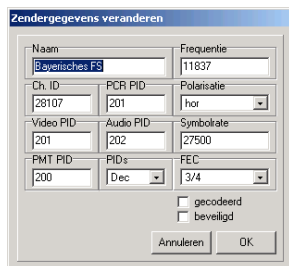 Zendergegevens veranderen
Naam Frequentie
Bayerisches FS 11837
Ch. ID PCR PID Polarisatie
28107 201 hor
Video PID Audio PID Symbolrate
201 202 27500
PMT PID PIDs FEC
200 Dec 3/4
gecodeerd
beveiligd
Annuleren OK